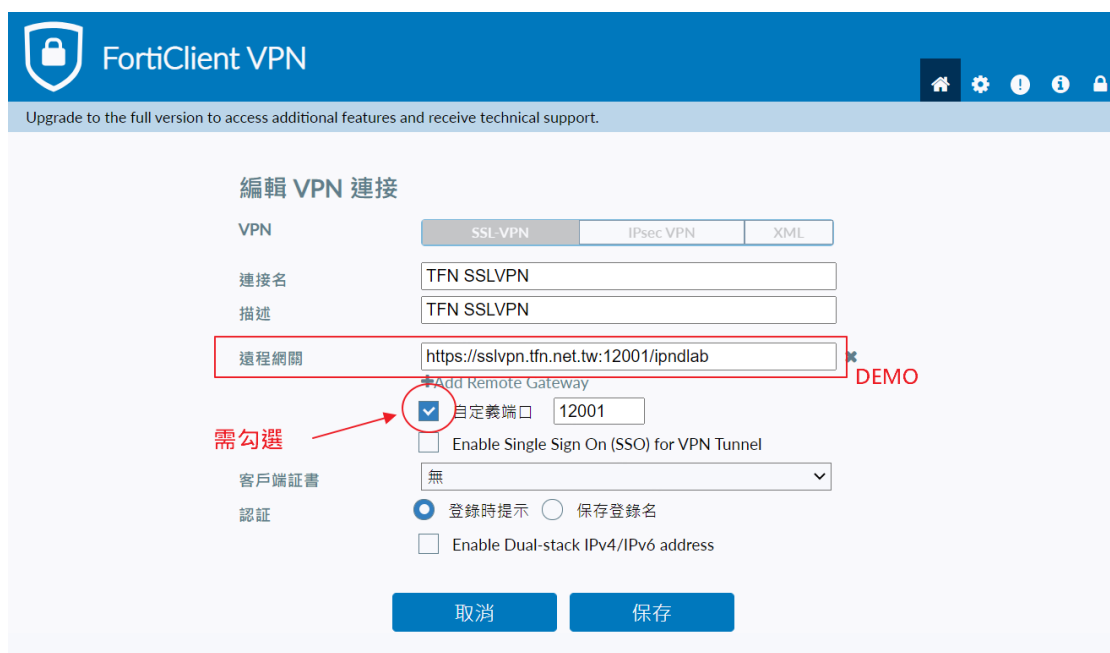 FortiClient VPN
Upgrade to the full version to access additional features and receive technical support.
編輯 VPN 連接
VPN SSL-VPN IPsec VPN XML
連接名 TFN SSLVPN
描述 TFN SSLVPN
遠程網關 https://sslvpn.tfn.net.tw:12001/ipndlab
DEMO
+Add Remote Gateway
自定義端口 12001
需勾選
Enable Single Sign On (SSO) for VPN Tunnel
客戶端証書 無
認証 登錄時提示 保存登錄名
Enable Dual-stack IPv4/IPv6 address
取消 保存